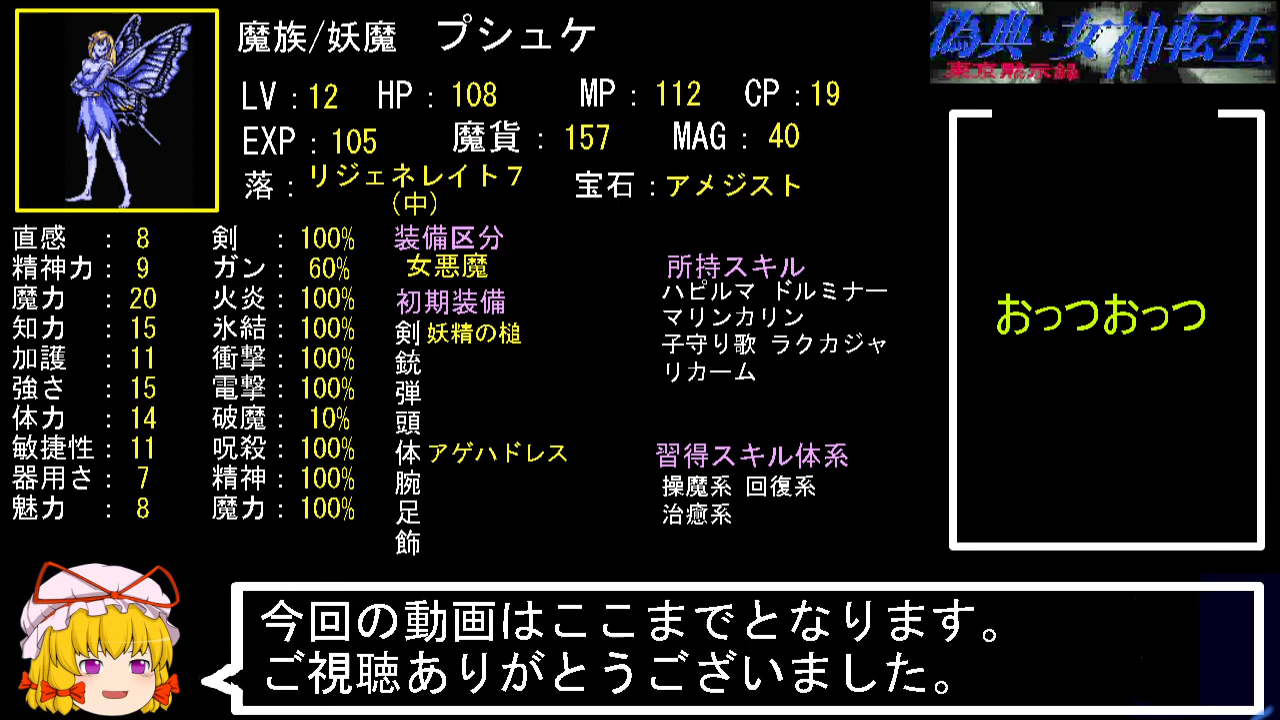 魔族/妖魔　プシュケ
LV：12　HP：108　MP：112　CP：19
EXP：105　魔貨：157　MAG：40
落：リジェネレイト７　宝石：アメジスト
（中）
直感：8
精神力：9
魔力：20
知力：15
加護：11
強さ：15
体力：14
敏捷性：11
器用さ：7
魅力：8
剣：100%
ガン：60%
火炎：100%
氷結：100%
衝撃：100%
電撃：100%
破魔：10%
呪殺：100%
精神：100%
魔力：100%
装備区分
女悪魔
初期装備
剣 妖精の槌
銃
弾
頭
体 アゲハドレス
腕
足
飾
所持スキル
ハピルマ ドルミナー
マリンカリン
子守り歌 ラクカジャ
リカーム
習得スキル体系
操魔系 回復系
治癒系
偽典・女神転生
東京黙示録
おっつおっつ
今回の動画はここまでとなります。
ご視聴ありがとうございました。